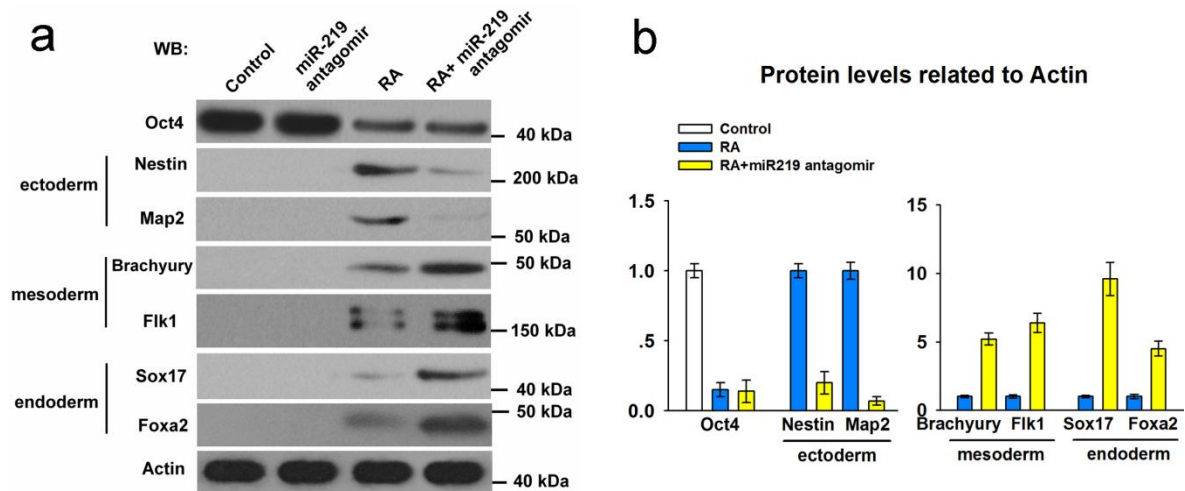 a
WB:
Control
miR-219 antagomir
RA
RA+ miR-219 antagomir
Oct4
40 kDa
ectoderm
Nestin
200 kDa
Map2
50 kDa
mesoderm
Brachyury
50 kDa
Flk1
150 kDa
endoderm
Sox17
40 kDa
50 kDa
Foxa2
Actin
40 kDa
b
Protein levels related to Actin
Control
RA
RA+miR219 antagomir
1.5
1.0
.5
0.0
Oct4
Nestin Map2
ectoderm
15
10
5
0
Brachyury Flk1
mesoderm
Sox17 Foxa2
endoderm